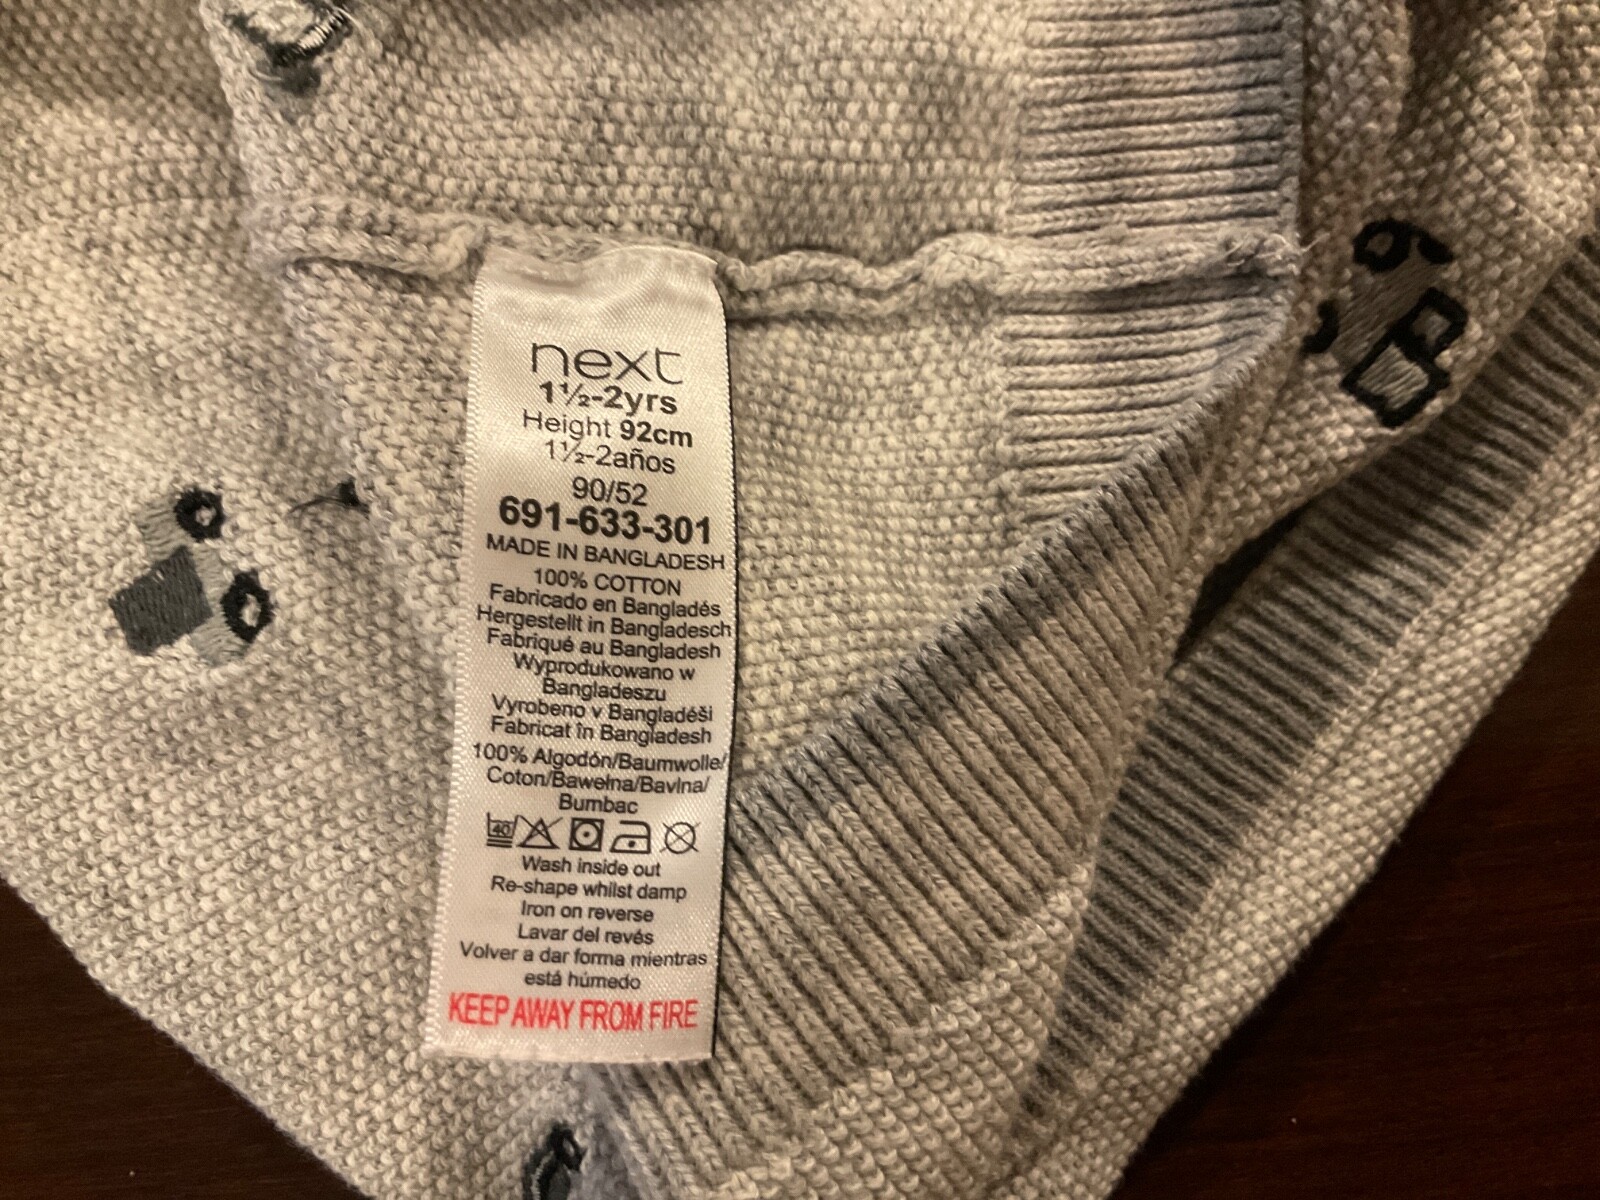 next
1½-2yrs
Height 92cm
1½-2años
90/52
691-633-301
MADE IN BANGLADESH
100% COTTON
Fabricado en Bangladés
Hergestellt in Bangladesch
Fabriqué au Bangladesh
Wyprodukowano w
Bangladeszu
Vyrobeno v Bangladéši
Fabricat în Bangladesh
100% Algodón/Baumwolle/
Coton/Bawełna/Bavlna/
Bumbac
40
Wash inside out
Re-shape whilst damp
Iron on reverse
Lavar del revés
Volver a dar forma mientras
está húmedo
KEEP AWAY FROM FIRE